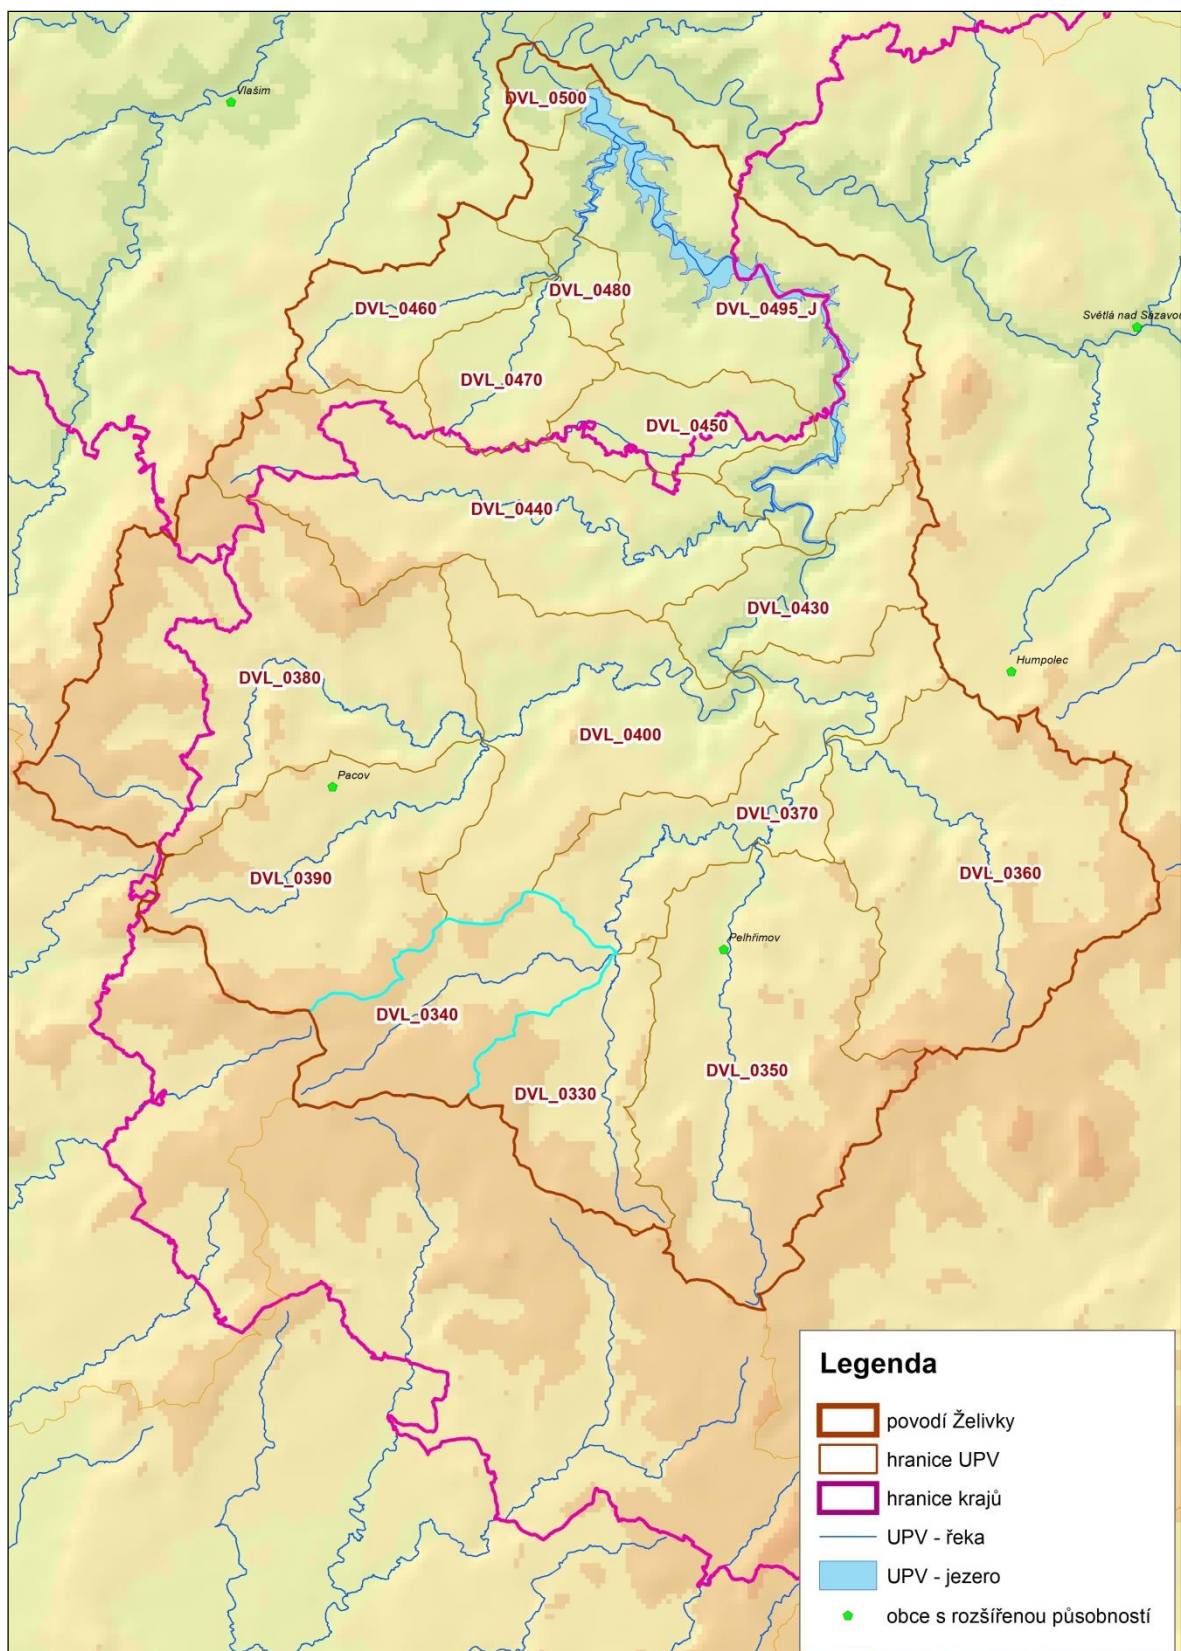 Vlašim
DVL_0500
DVL_0480
DVL_0460
DVL_0495_J
Světlá nad Sázavou
DVL_0470
DVL_0450
DVL_0440
DVL_0430
Humpolec
DVL_0380
DVL_0400
Pacov
DVL_0370
DVL_0390
DVL_0360
Pelhřimov
DVL_0340
DVL_0350
DVL_0330
Legenda
povodí Želivky
hranice UPV
hranice krajů
UPV - řeka
UPV - jezero
obce s rozšířenou působností